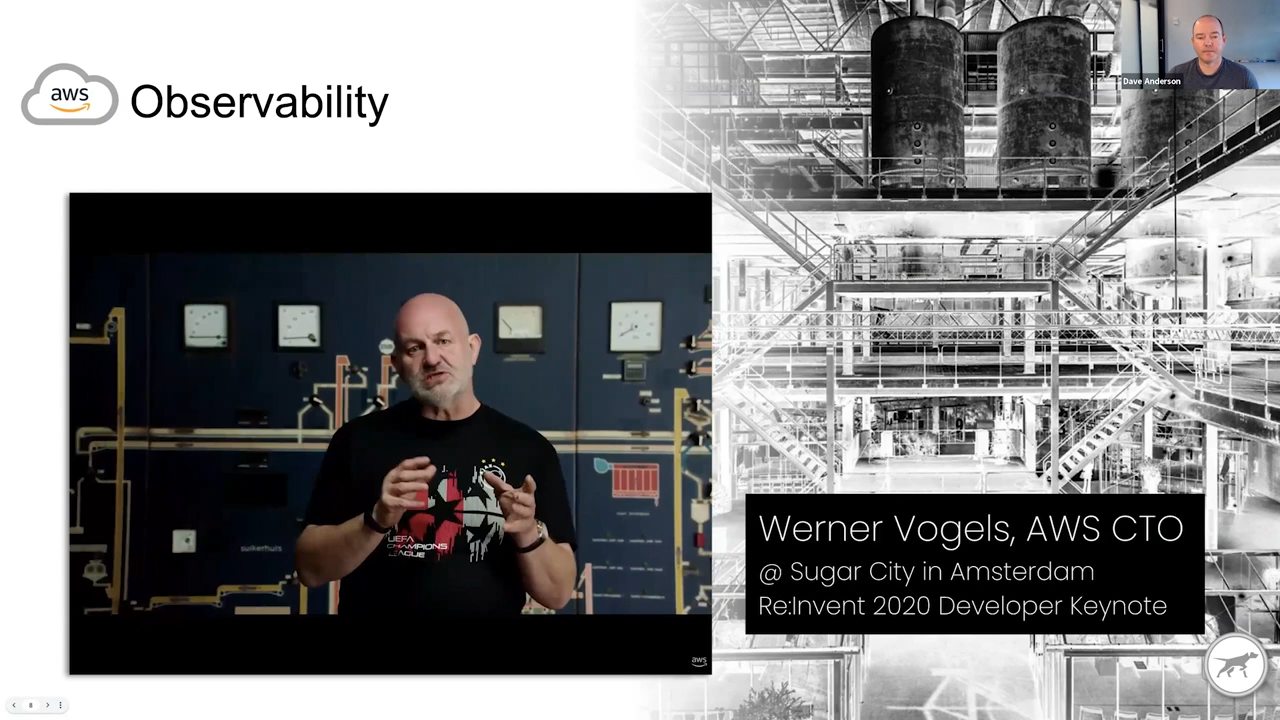 aws
Observability
Dave Anderson
UEFA
CHAMPIONS
LEAGUE
suikerhuis
aws
Werner Vogels, AWS CTO
@ Sugar City in Amsterdam
Re:Invent 2020 Developer Keynote
8